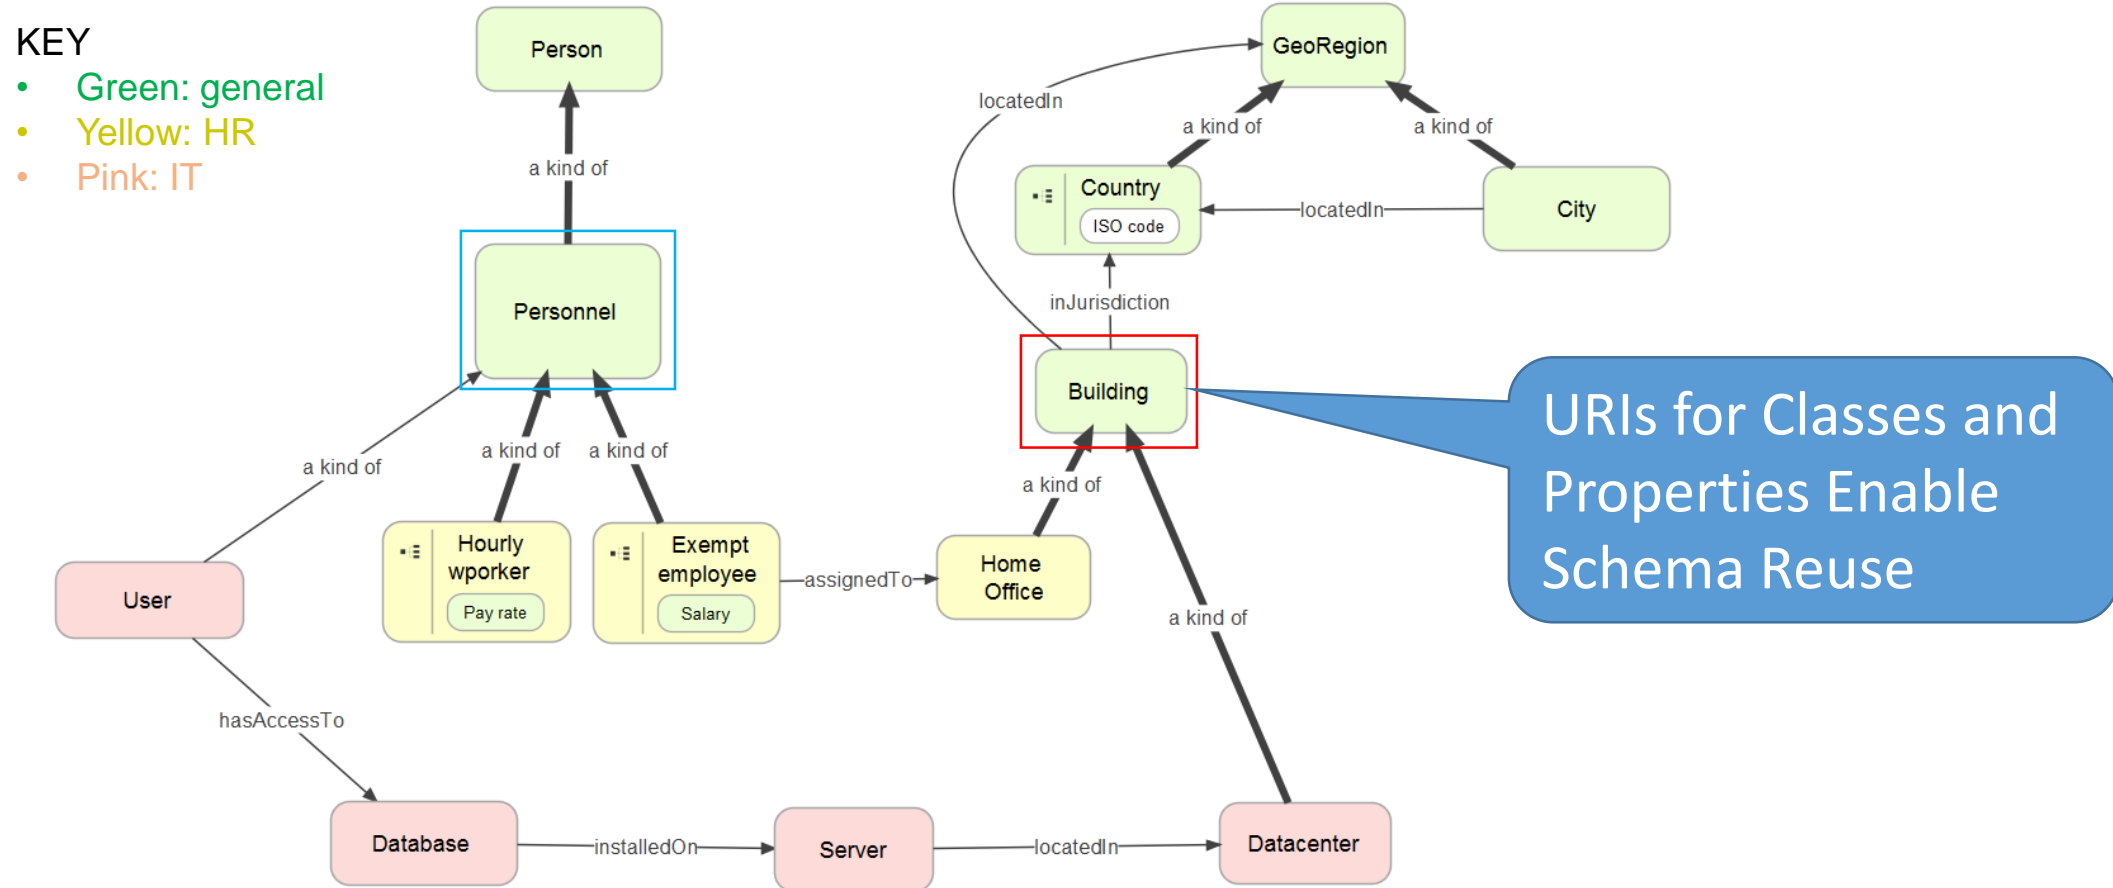 KEY
• Green: general
• Yellow: HR
• Pink: IT
Person
GeoRegion
locatedIn
a kind of
a kind of
a kind of
Country
ISO code
locatedIn
City
Personnel
inJurisdiction
Building
URIs for Classes and
Properties Enable
Schema Reuse
a kind of
a kind of
a kind of
a kind of
Hourly
wporker
Pay rate
Exempt
employee
Salary
assignedTo
Home
Office
User
a kind of
hasAccessTo
Database
installedOn
Server
locatedIn
Datacenter